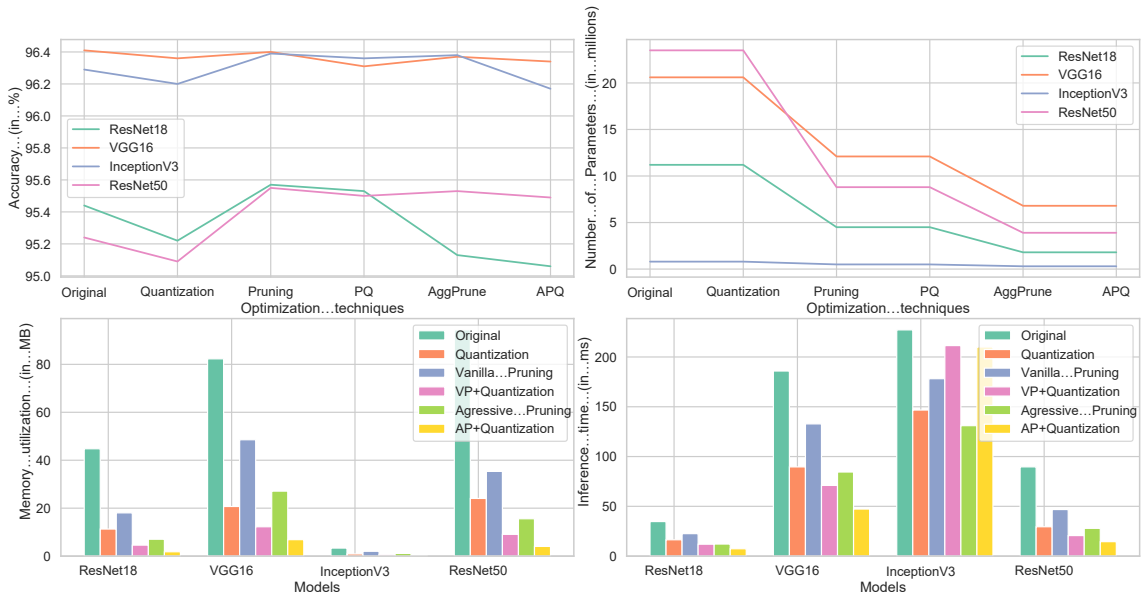 Accuracy…(in…%)
96.4
96.2
96.0
95.8
95.6
95.4
95.2
95.0
ResNet18
VGG16
InceptionV3
ResNet50
Original
Quantization
Pruning
PQ
AggPrune
APQ
Optimization…techniques
Number…of…Parameters…(in…millions)
20
15
10
5
0
ResNet18
VGG16
InceptionV3
ResNet50
Original
Quantization
Pruning
PQ
AggPrune
APQ
Optimization…techniques
Memory…utilization…(in…MB)
80
60
40
20
0
Original
Quantization
Vanilla…Pruning
VP+Quantization
Agressive…Pruning
AP+Quantization
ResNet18
VGG16
InceptionV3
ResNet50
Models
Inference…time…(in…ms)
200
150
100
50
0
Original
Quantization
Vanilla…Pruning
VP+Quantization
Agressive…Pruning
AP+Quantization
ResNet18
VGG16
InceptionV3
ResNet50
Models